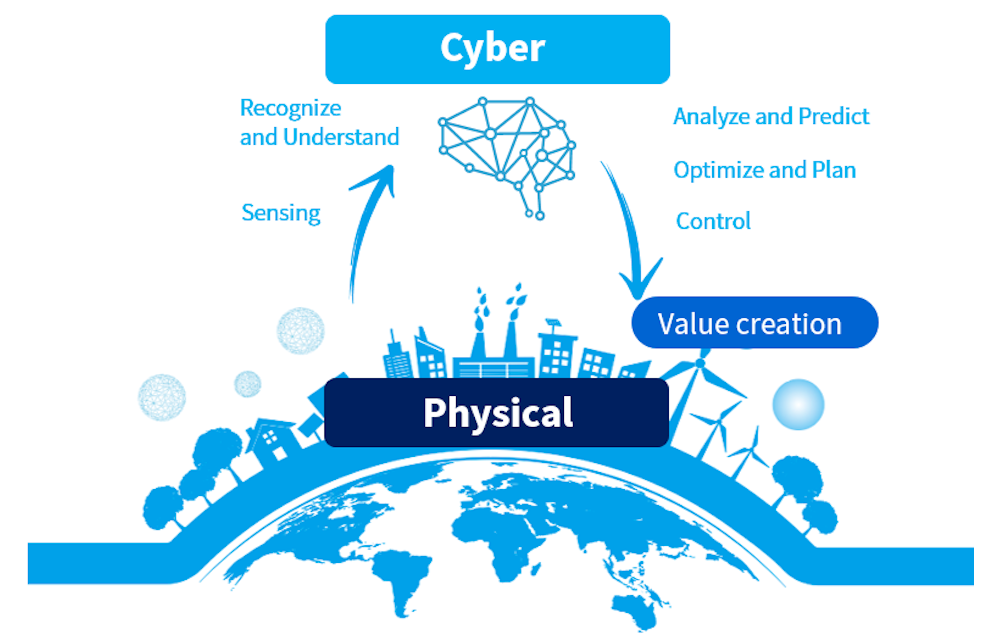 Cyber
Recognize
and Understand
Sensing
Analyze and Predict
Optimize and Plan
Control
Value creation
Physical